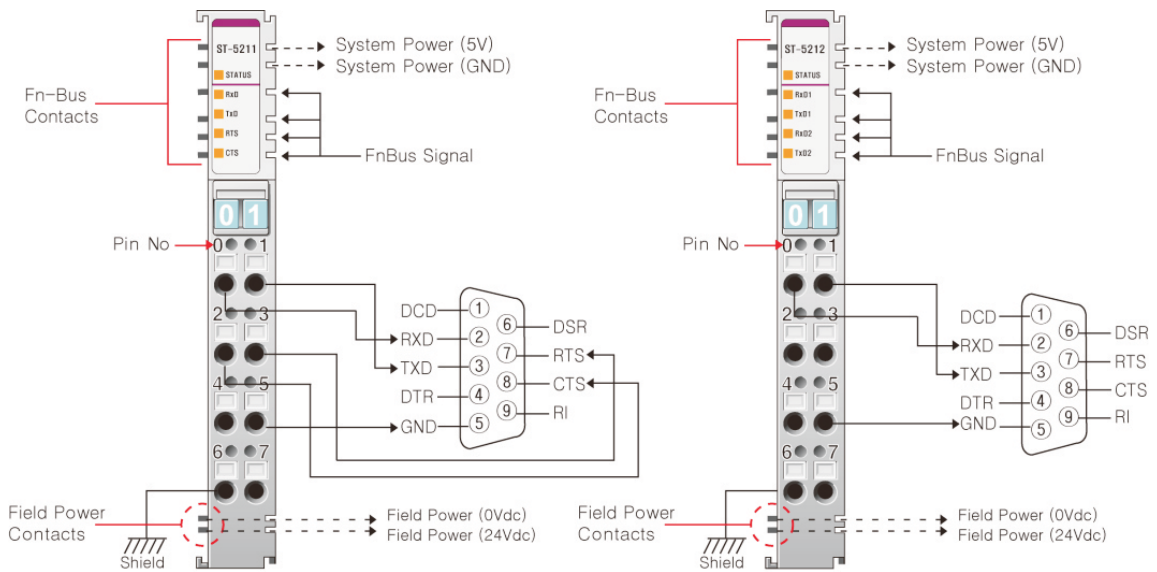 ST-5211
STATUS
RxD
TxD
RTS
CTS
System Power (5V)
System Power (GND)
Fn-Bus
Contacts
FnBus Signal
0 1
Pin No
0 1
2 3
4 5
6 7
DCD
RXD
TXD
DTR
GND
1
2
3
4
5
6
7
8
9
DSR
RTS
CTS
RI
Field Power
Contacts
Shield
Field Power (0Vdc)
Field Power (24Vdc)
ST-5212
STATUS
RxD1
TxD1
RxD2
TxD2
System Power (5V)
System Power (GND)
Fn-Bus
Contacts
FnBus Signal
0 1
Pin No
0 1
2 3
4 5
6 7
DCD
RXD
TXD
DTR
GND
1
2
3
4
5
6
7
8
9
DSR
RTS
CTS
RI
Field Power
Contacts
Shield
Field Power (0Vdc)
Field Power (24Vdc)